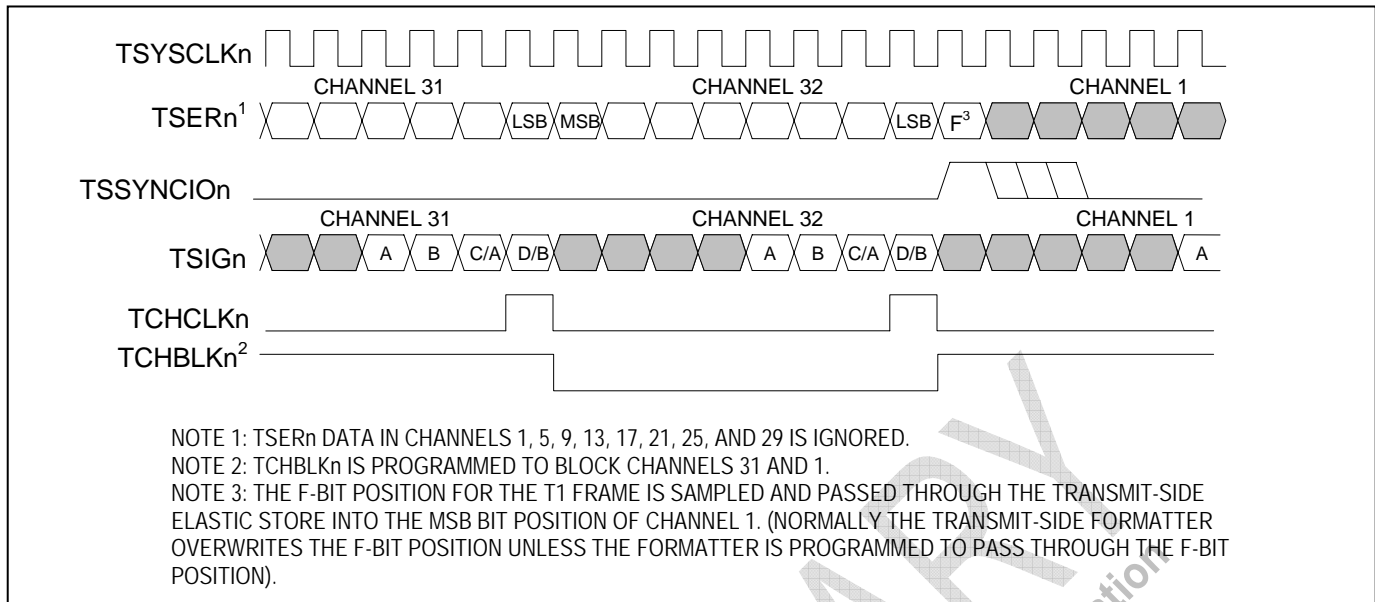 TSYSCLKn
CHANNEL 31 CHANNEL 32 CHANNEL 1
TSERn1 LSB MSB LSB F3
TSSYNCIOn
CHANNEL 31 CHANNEL 32 CHANNEL 1
TSIGn A B C/A D/B A B C/A D/B A
TCHCLKn
TCHBLKn2
NOTE 1: TSERn DATA IN CHANNELS 1, 5, 9, 13, 17, 21, 25, AND 29 IS IGNORED.
NOTE 2: TCHBLKn IS PROGRAMMED TO BLOCK CHANNELS 31 AND 1.
NOTE 3: THE F-BIT POSITION FOR THE T1 FRAME IS SAMPLED AND PASSED THROUGH THE TRANSMIT-SIDE
ELASTIC STORE INTO THE MSB BIT POSITION OF CHANNEL 1. (NORMALLY THE TRANSMIT-SIDE FORMATTER
OVERWRITES THE F-BIT POSITION UNLESS THE FORMATTER IS PROGRAMMED TO PASS THROUGH THE F-BIT
POSITION).